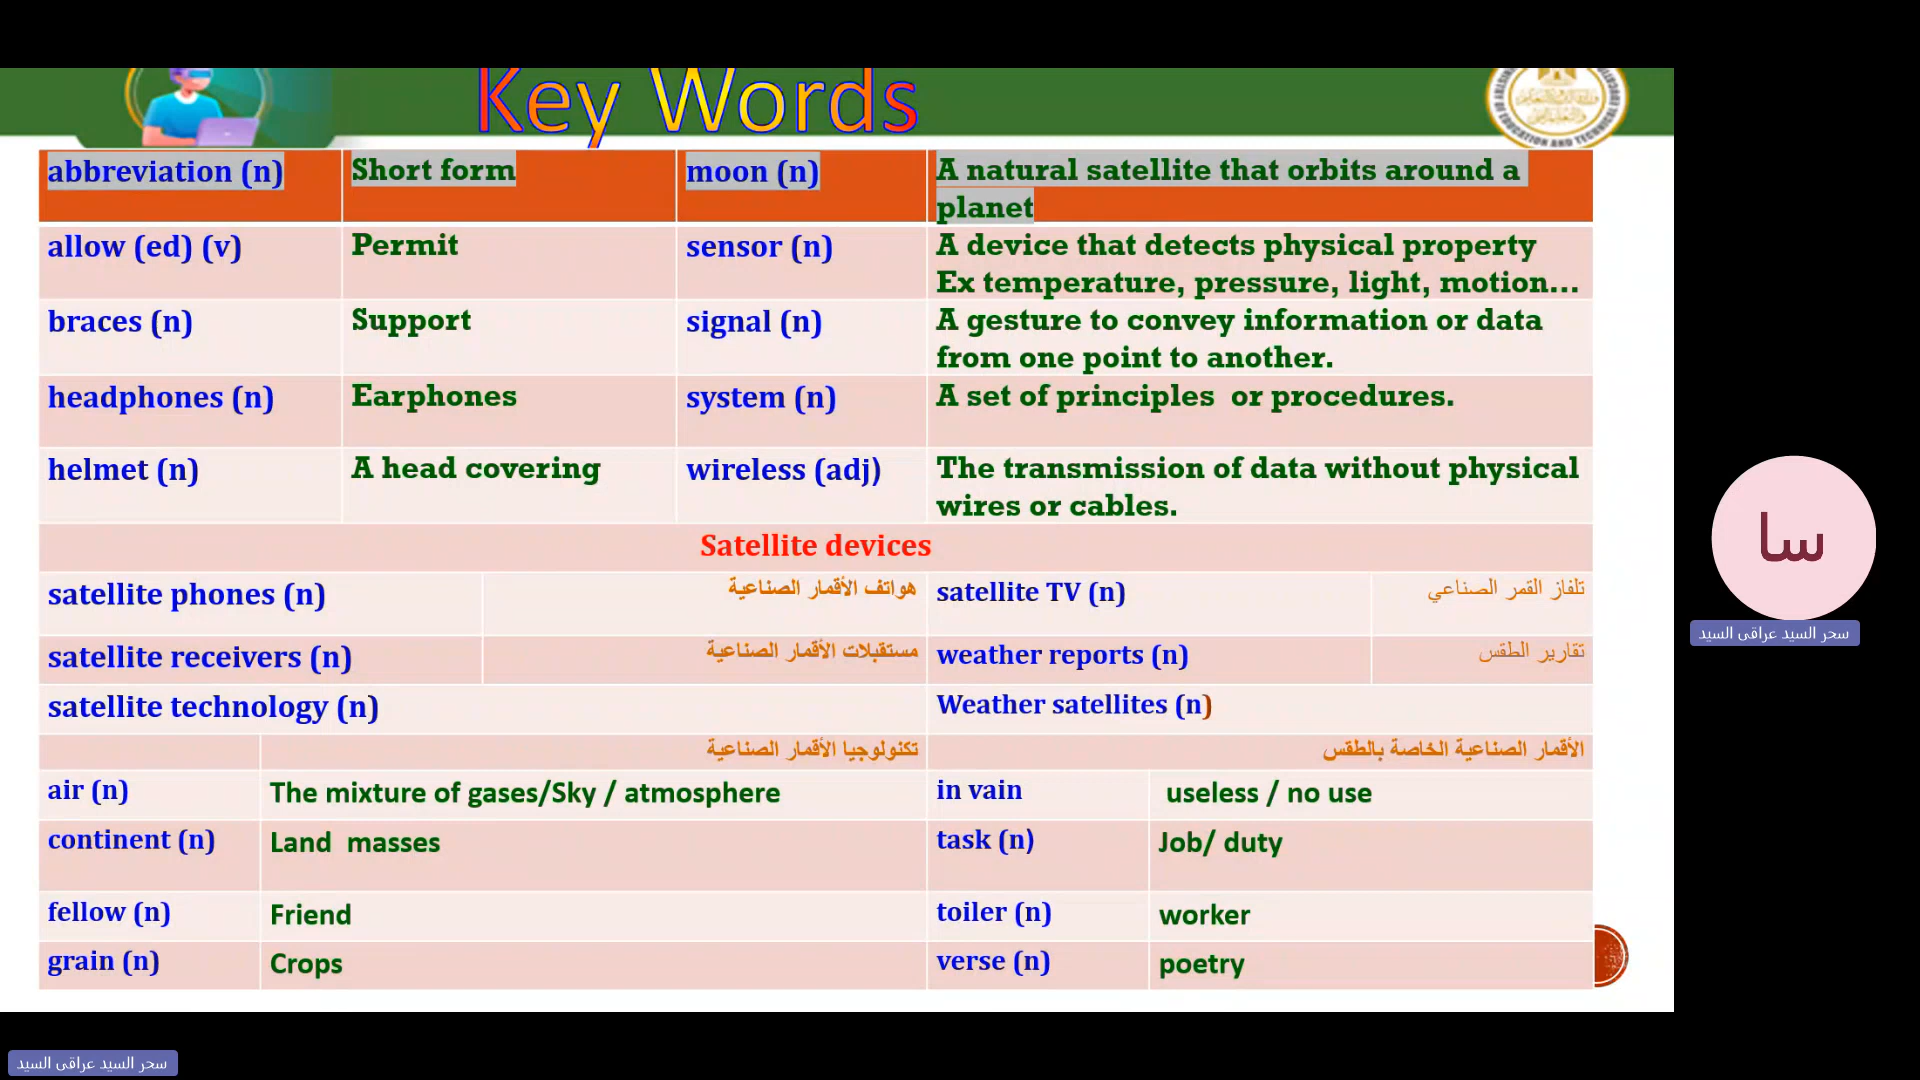 Key Words
abbreviation (n)
Short form
moon (n)
A natural satellite that orbits around a
planet
allow (ed) (v)
Permit
sensor (n)
A device that detects physical property
Ex temperature, pressure, light, motion...
braces (n)
Support
signal (n)
A gesture to convey information or data
from one point to another.
headphones (n)
Earphones
system (n)
A set of principles  or procedures.
helmet (n)
A head covering
wireless (adj)
The transmission of data without physical
wires or cables.
Satellite devices
satellite phones (n)
هواتف الأقمار الصناعية
satellite TV (n)
تلفاز القمر الصناعي
satellite receivers (n)
مستقبلات الأقمار الصناعية
weather reports (n)
تقارير الطقس
satellite technology (n)
Weather satellites (n)
تكنولوجيا الأقمار الصناعية
الأقمار الصناعية الخاصة بالطقس
air (n)
The mixture of gases/Sky / atmosphere
in vain
useless / no use
continent (n)
Land  masses
task (n)
Job/ duty
fellow (n)
Friend
toiler (n)
worker
grain (n)
Crops
verse (n)
poetry
سا
سحر السيد عراقى السيد
سحر السيد عراقى السيد